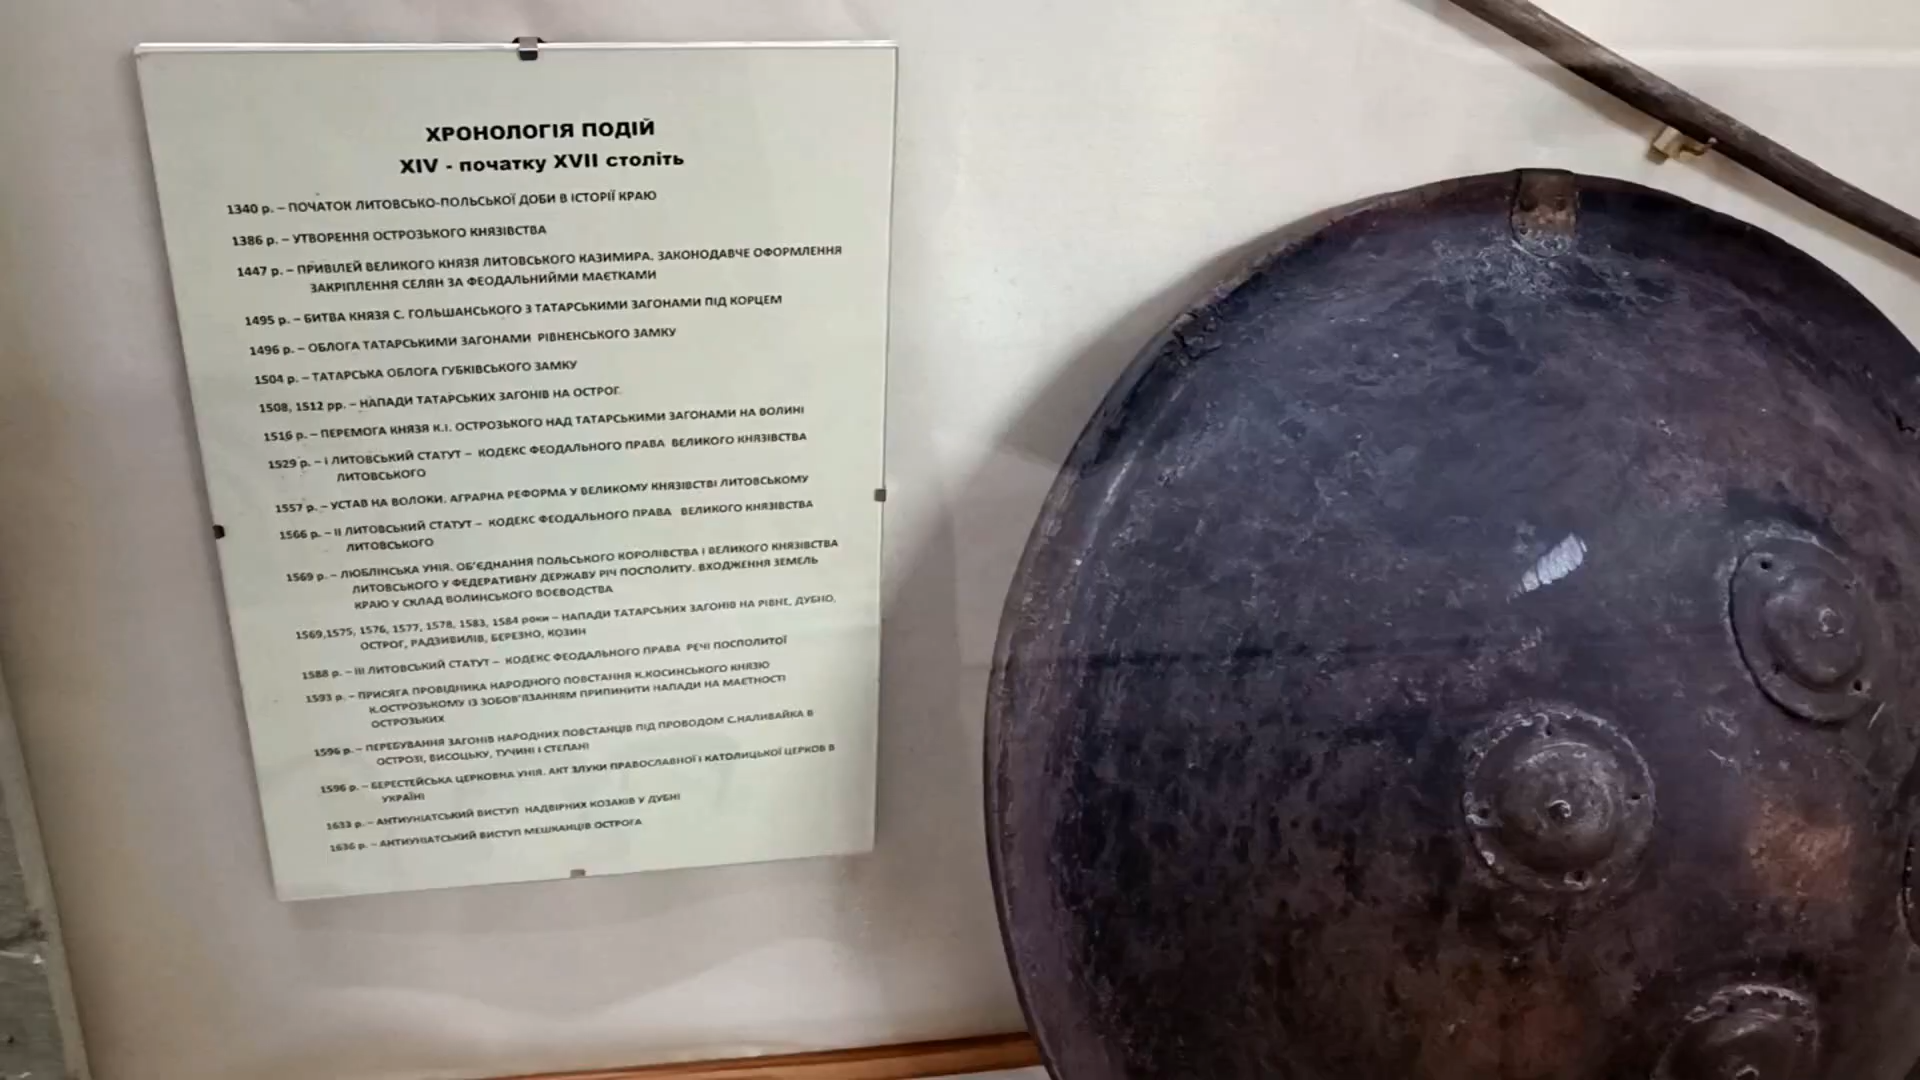 ХРОНОЛОГІЯ ПОДІЙ
XIV - початку XVII століть
1340 р. – ПОЧАТОК ЛИТОВСЬКО-ПОЛЬСЬКОЇ ДОБИ В ІСТОРІЇ КРАЮ
1386 р. – УТВОРЕННЯ ОСТРОЗЬКОГО КНЯЗІВСТВА
1447 р. – ПРИВІЛЕЙ ВЕЛИКОГО КНЯЗЯ ЛИТОВСЬКОГО КАЗИМИРА. ЗАКОНОДАВЧЕ ОФОРМЛЕННЯ
ЗАКРІПЛЕННЯ СЕЛЯН ЗА ФЕОДАЛЬНИЙМИ МАЄТКАМИ
1495 р. – БИТВА КНЯЗЯ С. ГОЛЬШАНСЬКОГО З ТАТАРСЬКИМИ ЗАГОНАМИ ПІД КОРЦЕМ
1496 р. – ОБЛОГА ТАТАРСЬКИМИ ЗАГОНАМИ РІВНЕНСЬКОГО ЗАМКУ
1504 р. – ТАТАРСЬКА ОБЛОГА ГУБКІВСЬКОГО ЗАМКУ
1508, 1512 рр. – НАПАДИ ТАТАРСЬКИХ ЗАГОНІВ НА ОСТРОГ.
1516 р. – ПЕРЕМОГА КНЯЗЯ К.І. ОСТРОЗЬКОГО НАД ТАТАРСЬКИМИ ЗАГОНАМИ НА ВОЛИНІ
1529 р. – І ЛИТОВСЬКИЙ СТАТУТ – КОДЕКС ФЕОДАЛЬНОГО ПРАВА ВЕЛИКОГО КНЯЗІВСТВА
ЛИТОВСЬКОГО
1557 р. – УСТАВ НА ВОЛОКИ. АГРАРНА РЕФОРМА У ВЕЛИКОМУ КНЯЗІВСТВІ ЛИТОВСЬКОМУ
1566 р. – ІІ ЛИТОВСЬКИЙ СТАТУТ – КОДЕКС ФЕОДАЛЬНОГО ПРАВА ВЕЛИКОГО КНЯЗІВСТВА
ЛИТОВСЬКОГО
1569 р. – ЛЮБЛІНСЬКА УНІЯ. ОБ'ЄДНАННЯ ПОЛЬСЬКОГО КОРОЛІВСТВА І ВЕЛИКОГО КНЯЗІВСТВА
ЛИТОВСЬКОГО У ФЕДЕРАТИВНУ ДЕРЖАВУ РІЧ ПОСПОЛИТУ. ВХОДЖЕННЯ ЗЕМЕЛЬ
КРАЮ У СКЛАД ВОЛИНСЬКОГО ВОЄВОДСТВА
1569,1575, 1576, 1577, 1578, 1583, 1584 роки – НАПАДИ ТАТАРСЬКИХ ЗАГОНІВ НА РІВНЕ, ДУБНО,
ОСТРОГ, РАДЗИВИЛІВ, БЕРЕЗНО, КОЗИН
1588 р. – ІІІ ЛИТОВСЬКИЙ СТАТУТ – КОДЕКС ФЕОДАЛЬНОГО ПРАВА РЕЧІ ПОСПОЛИТОЇ
1593 р. – ПРИСЯГА ПРОВІДНИКА НАРОДНОГО ПОВСТАННЯ К.КОСИНСЬКОГО КНЯЗЮ
К.ОСТРОЗЬКОМУ ІЗ ЗОБОВ'ЯЗАННЯМ ПРИПИНИТИ НАПАДИ НА МАЄТНОСТІ
ОСТРОЗЬКИХ
1596 р. – ПЕРЕБУВАННЯ ЗАГОНІВ НАРОДНИХ ПОВСТАНЦІВ ПІД ПРОВОДОМ С.НАЛИВАЙКА В
ОСТРОЗІ, ВИСОЦЬКУ, ТУЧИНІ І СТЕПАНІ
1596 р. – БЕРЕСТЕЙСЬКА ЦЕРКОВНА УНІЯ. АКТ ЗЛУКИ ПРАВОСЛАВНОЇ І КАТОЛИЦЬКОЇ ЦЕРКОВ В
УКРАЇНІ
1633 р. – АНТИУНІАТСЬКИЙ ВИСТУП НАДВІРНИХ КОЗАКІВ У ДУБНІ
1636 р. – АНТИУНІАТСЬКИЙ ВИСТУП МЕШКАНЦІВ ОСТРОГА